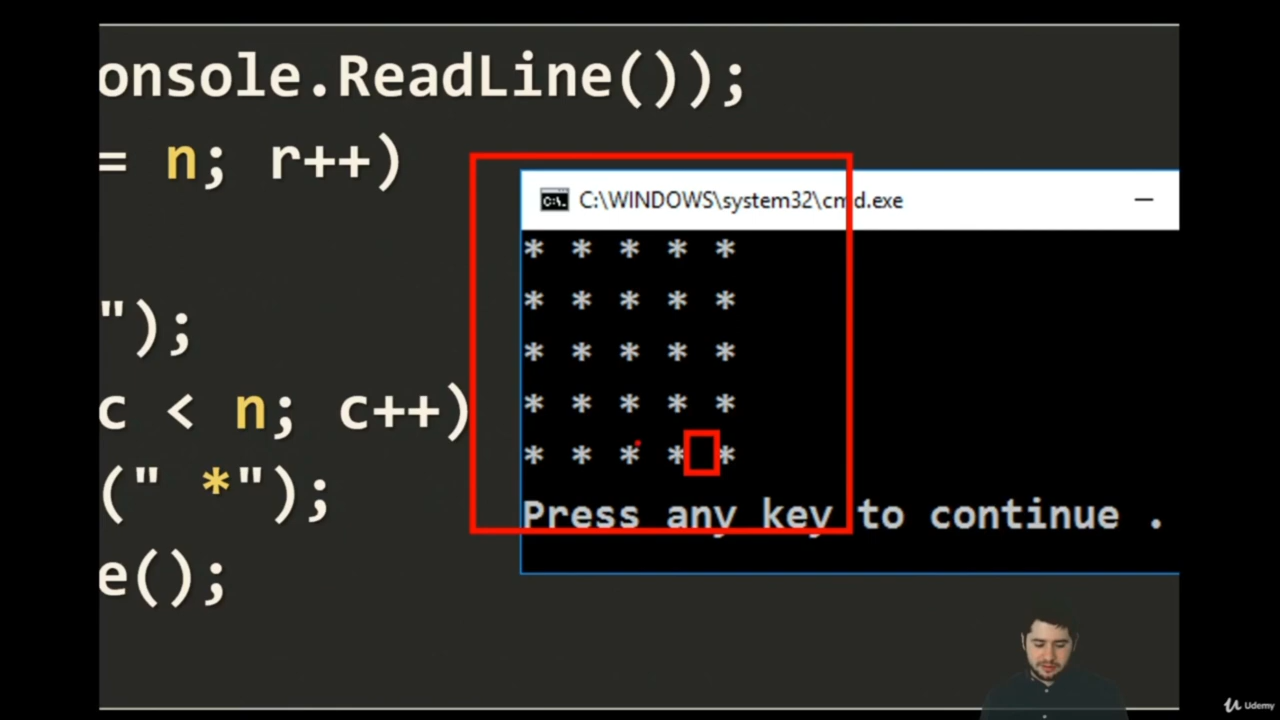 onsole.ReadLine());
= n; r++)
");
c < n; c++)
(" *");
e();
C:\WINDOWS\system32\cmd.exe
* * * * *
* * * * *
* * * * *
* * * * *
* * * * *
Press any key to continue .
Udemy